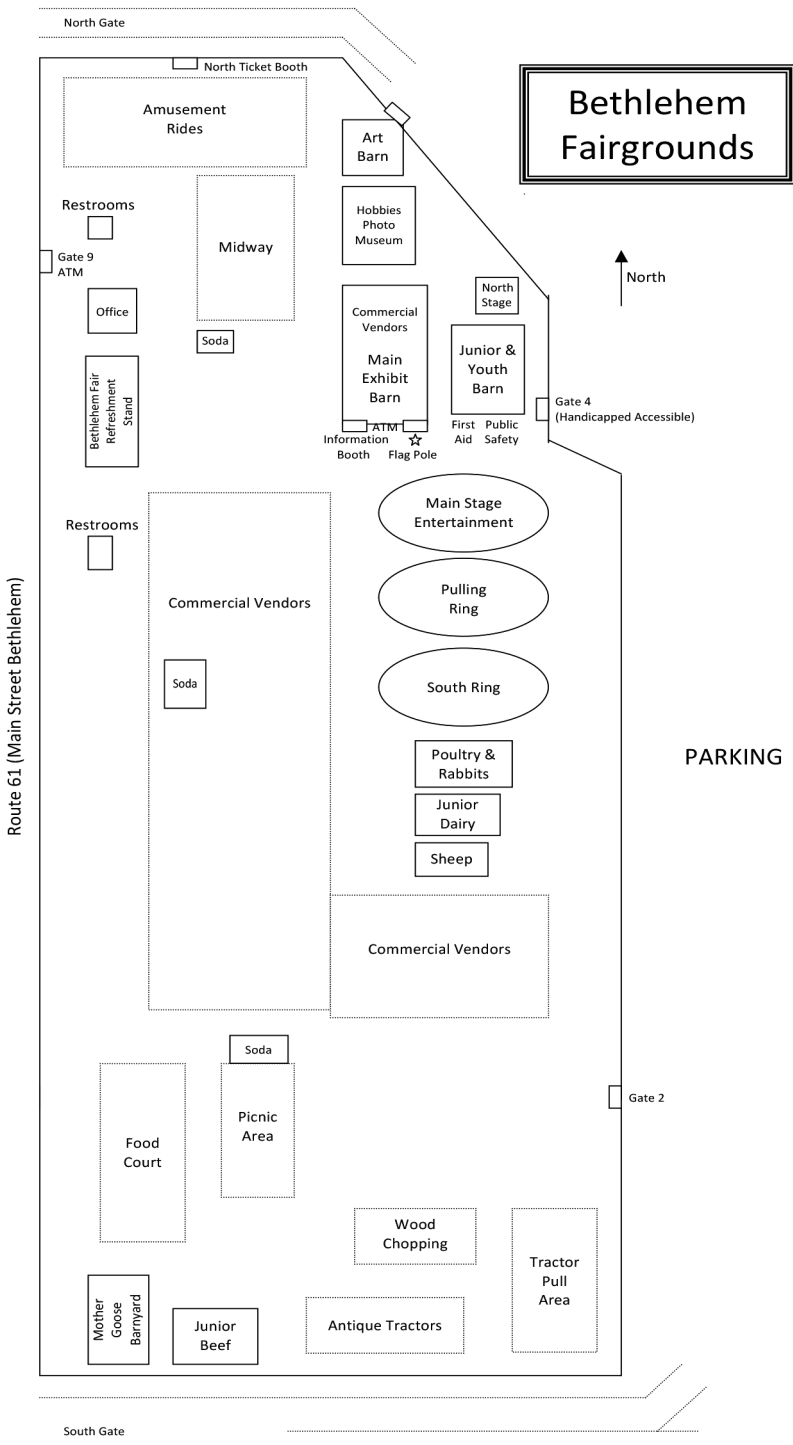 North Gate
North Ticket Booth
Bethlehem
Fairgrounds
Amusement
Rides
Art
Barn
Restrooms
Hobbies
Photo
Museum
Midway
Gate 9
ATM
North
North
Stage
Office
Commercial
Vendors
Main
Exhibit
Barn
Soda
Junior &
Youth
Barn
Bethlehem Fair
Refreshment
Stand
Gate 4
(Handicapped Accessible)
ATM
Information
Booth
Flag Pole
First
Aid
Public
Safety
Main Stage
Entertainment
Restrooms
Pulling
Ring
Commercial Vendors
Soda
South Ring
Route 61 (Main Street Bethlehem)
PARKING
Poultry &
Rabbits
Junior
Dairy
Sheep
Commercial Vendors
Soda
Gate 2
Picnic
Area
Food
Court
Wood
Chopping
Tractor
Pull
Area
Mother
Goose
Barnyard
Junior
Beef
Antique Tractors
South Gate